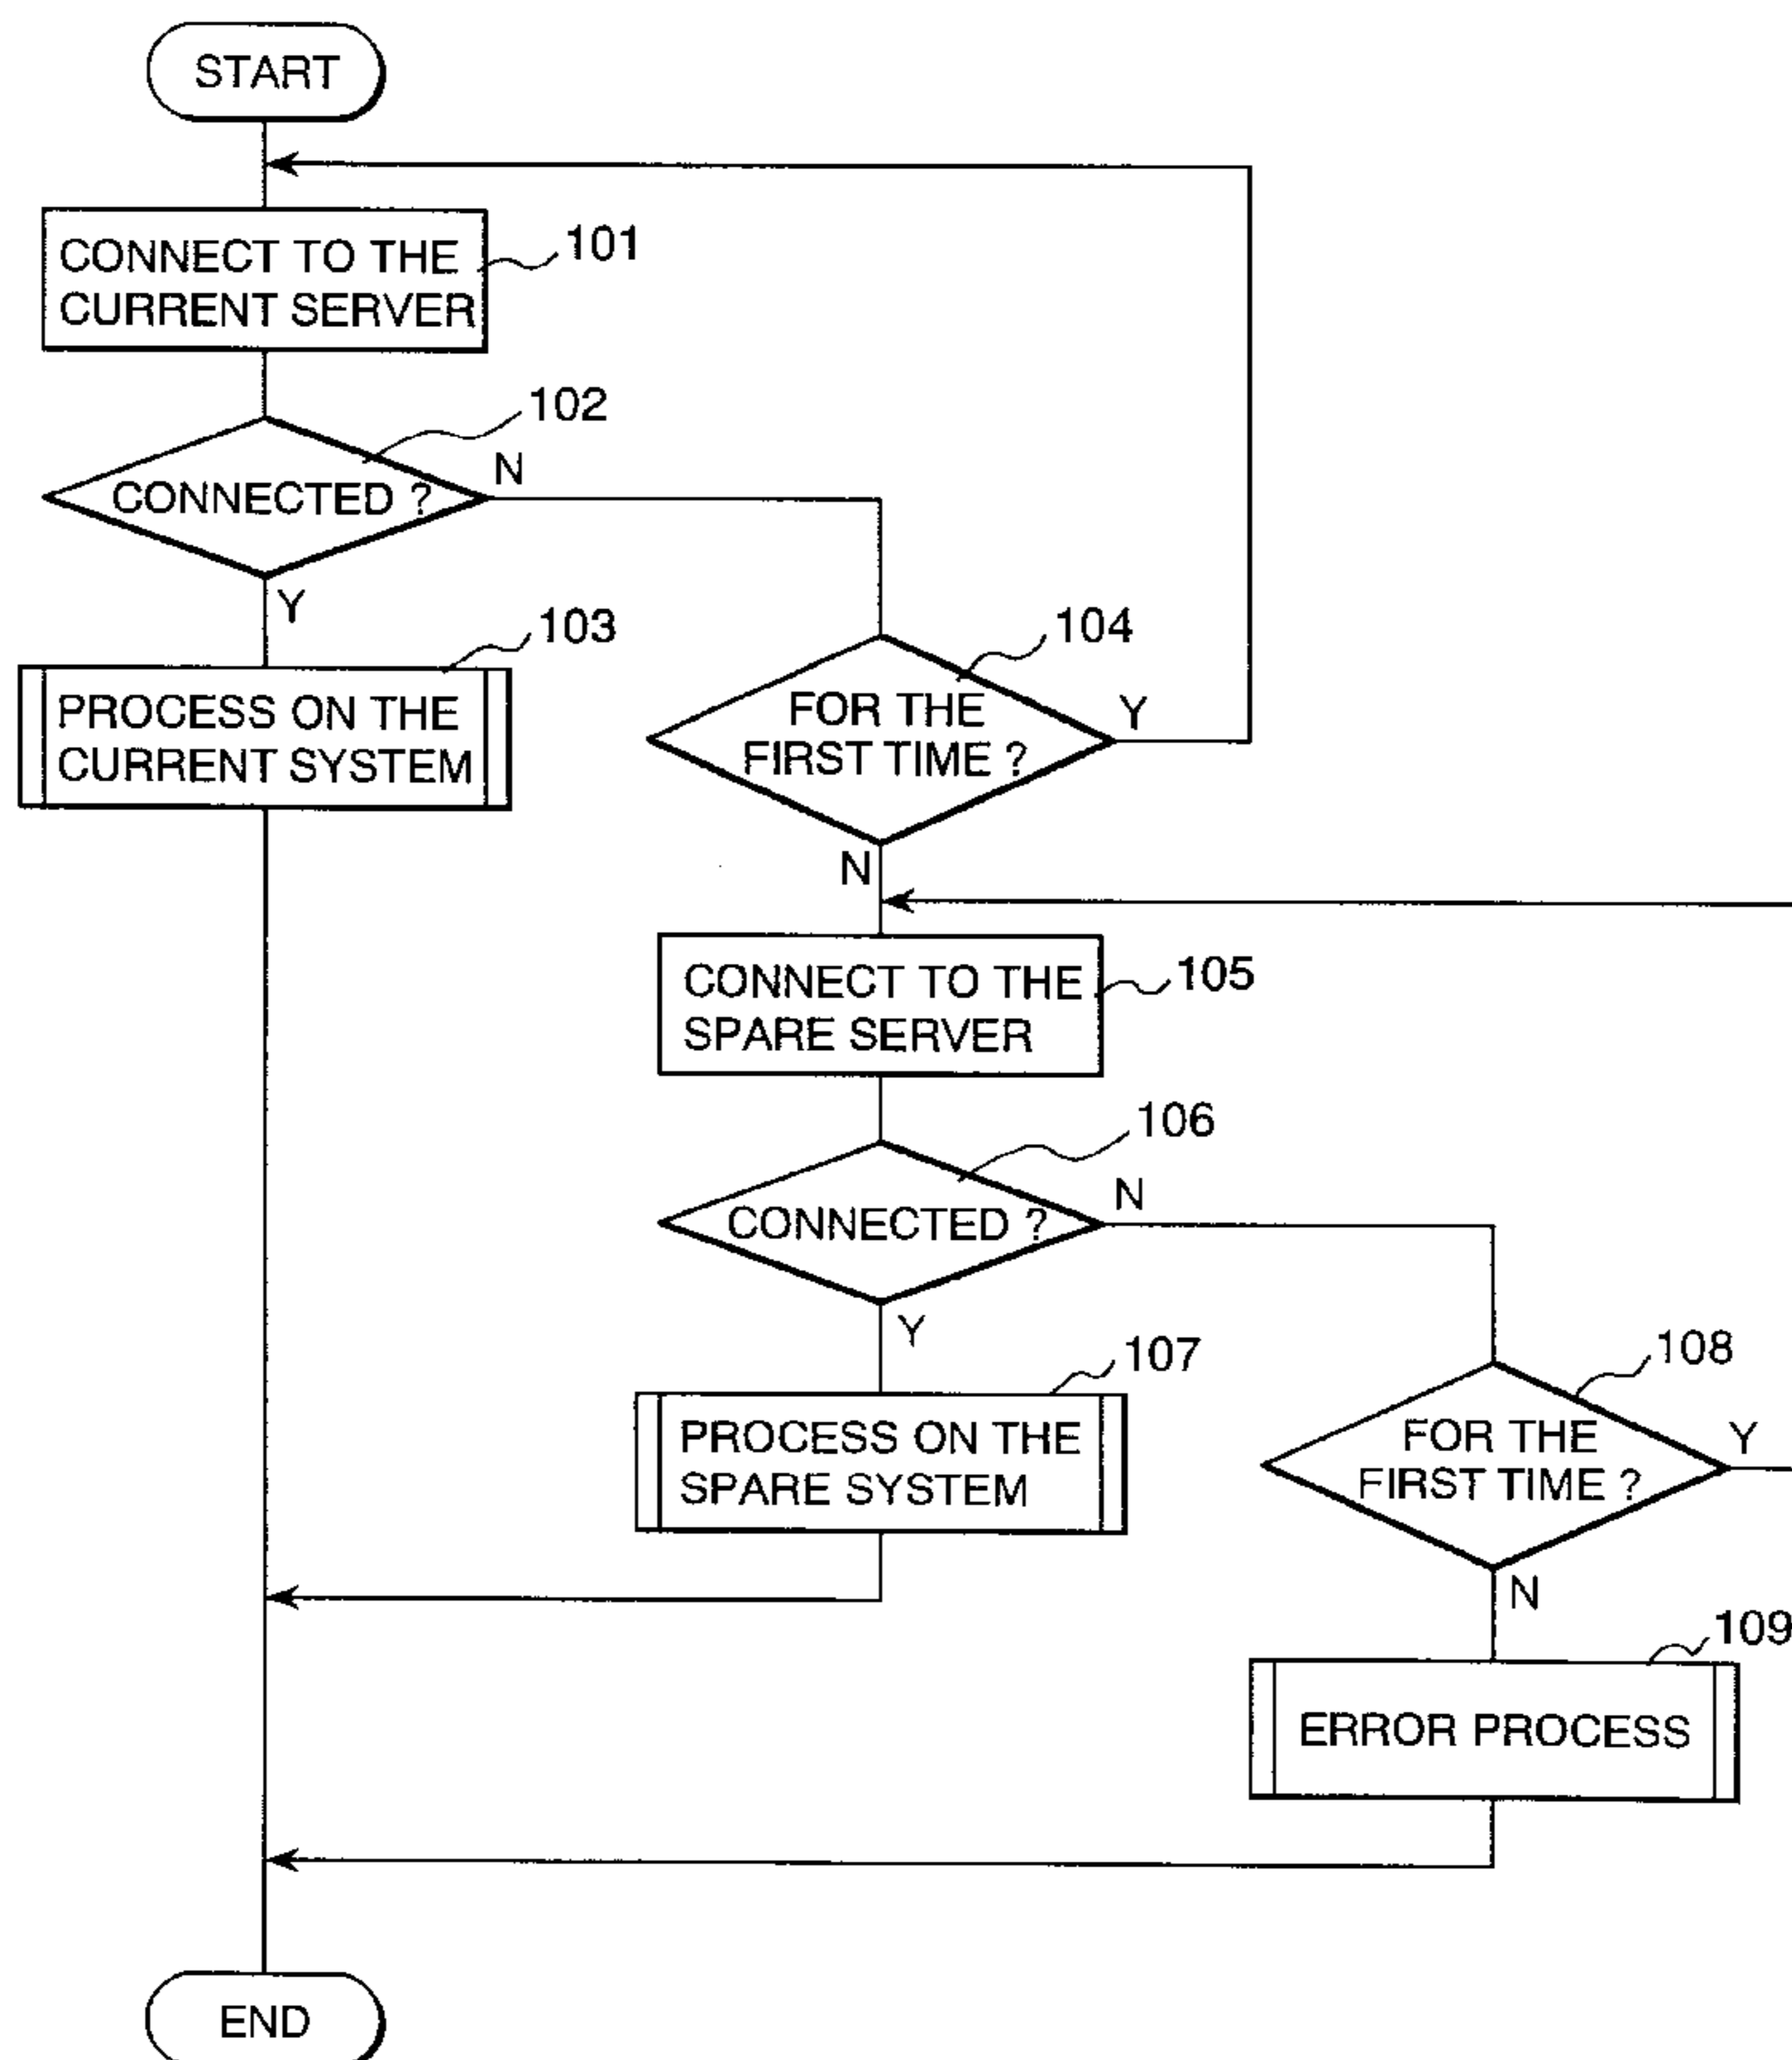 START
CONNECT TO THE
CURRENT SERVER
101
102
CONNECTED ?
N
Y
103
PROCESS ON THE
CURRENT SYSTEM
104
FOR THE
FIRST TIME ?
Y
N
CONNECT TO THE
SPARE SERVER
105
106
CONNECTED ?
N
Y
107
PROCESS ON THE
SPARE SYSTEM
108
FOR THE
FIRST TIME ?
Y
N
109
ERROR PROCESS
END